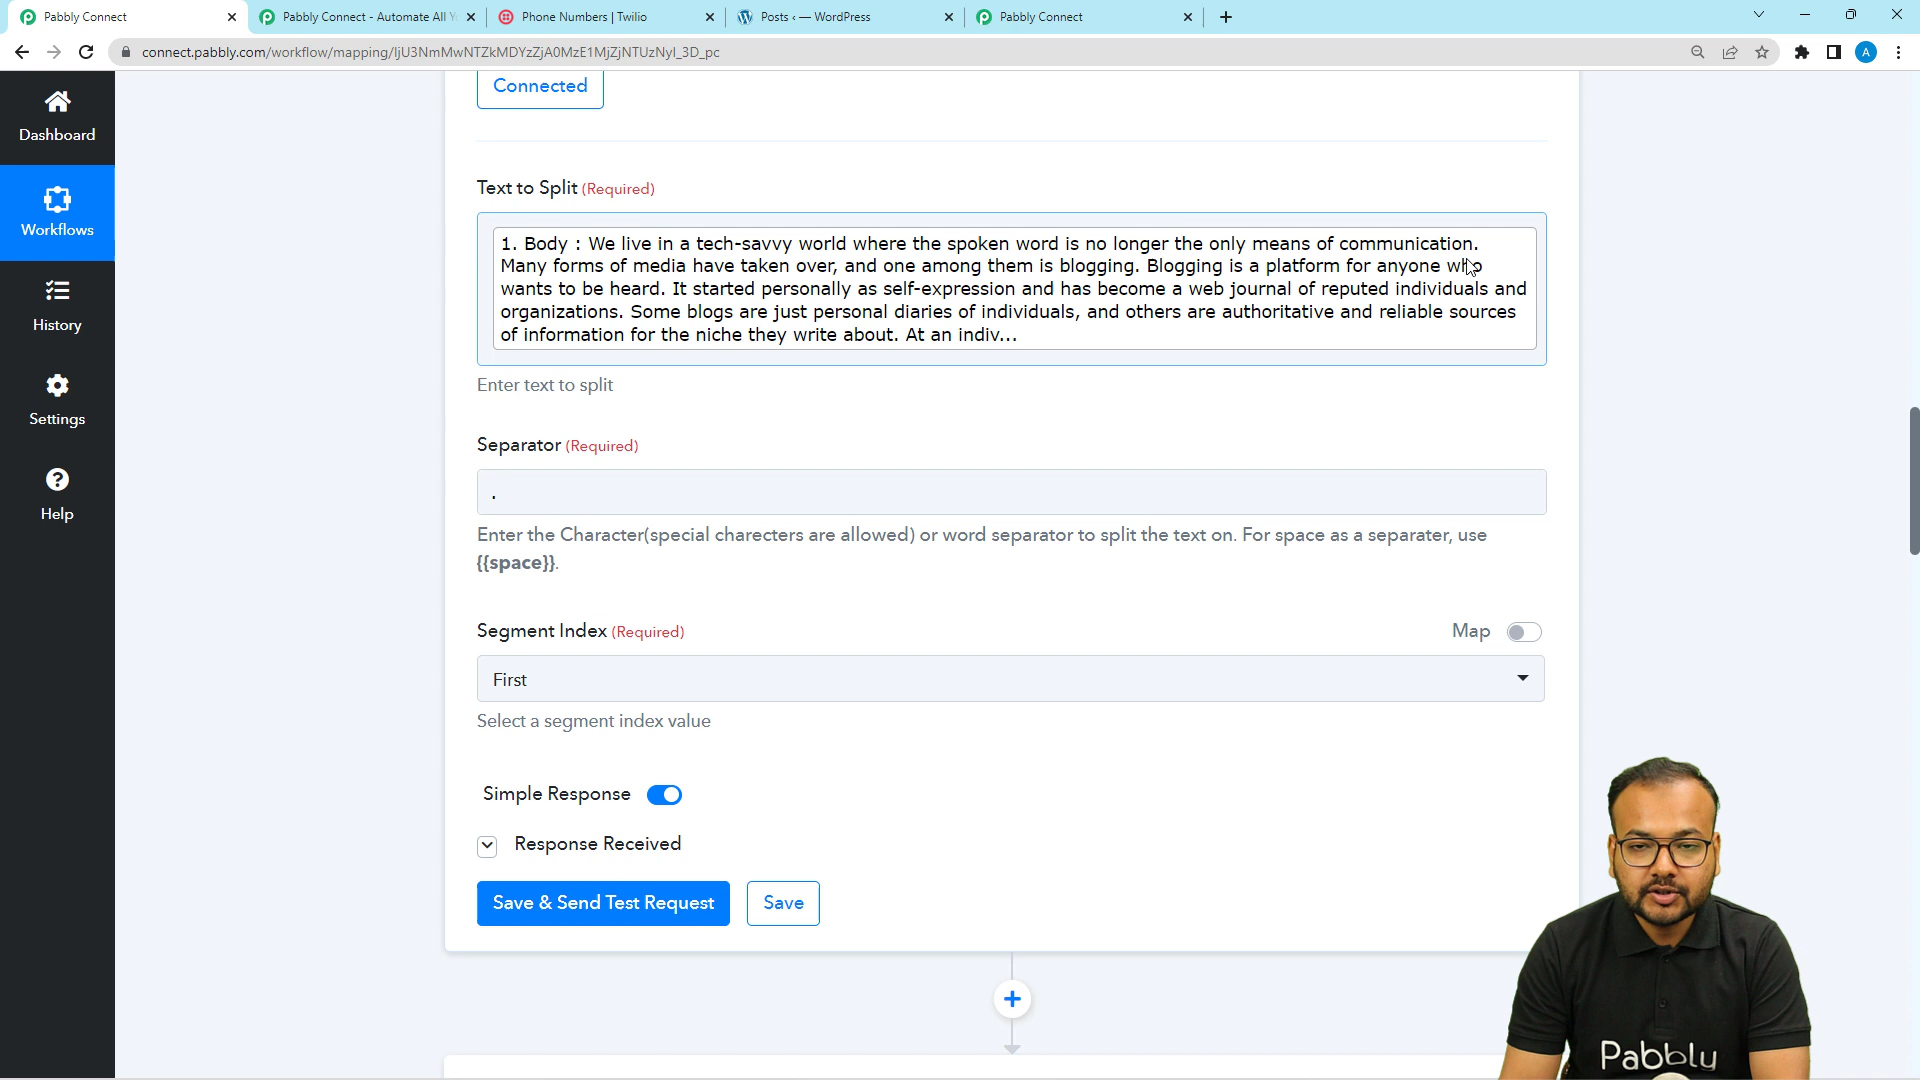 Pabbly Connect
Pabbly Connect - Automate All Y
Phone Numbers | Twilio
Posts ‹ — WordPress
Pabbly Connect
connect.pabbly.com/workflow/mapping/
A
Dashboard
Workflows
History
Settings
Help
Connected
Text to Split (Required)
1. Body : We live in a tech-savvy world where the spoken word is no longer the only means of communication.
Many forms of media have taken over, and one among them is blogging. Blogging is a platform for anyone who
wants to be heard. It started personally as self-expression and has become a web journal of reputed individuals and
organizations. Some blogs are just personal diaries of individuals, and others are authoritative and reliable sources
of information for the niche they write about. At an indiv...
Enter text to split
Separator (Required)
.
Enter the Character(special charecters are allowed) or word separator to split the text on. For space as a separater, use
{{space}}.
Segment Index (Required)
Map
First
Select a segment index value
Simple Response
Response Received
Save & Send Test Request
Save
Pabbly